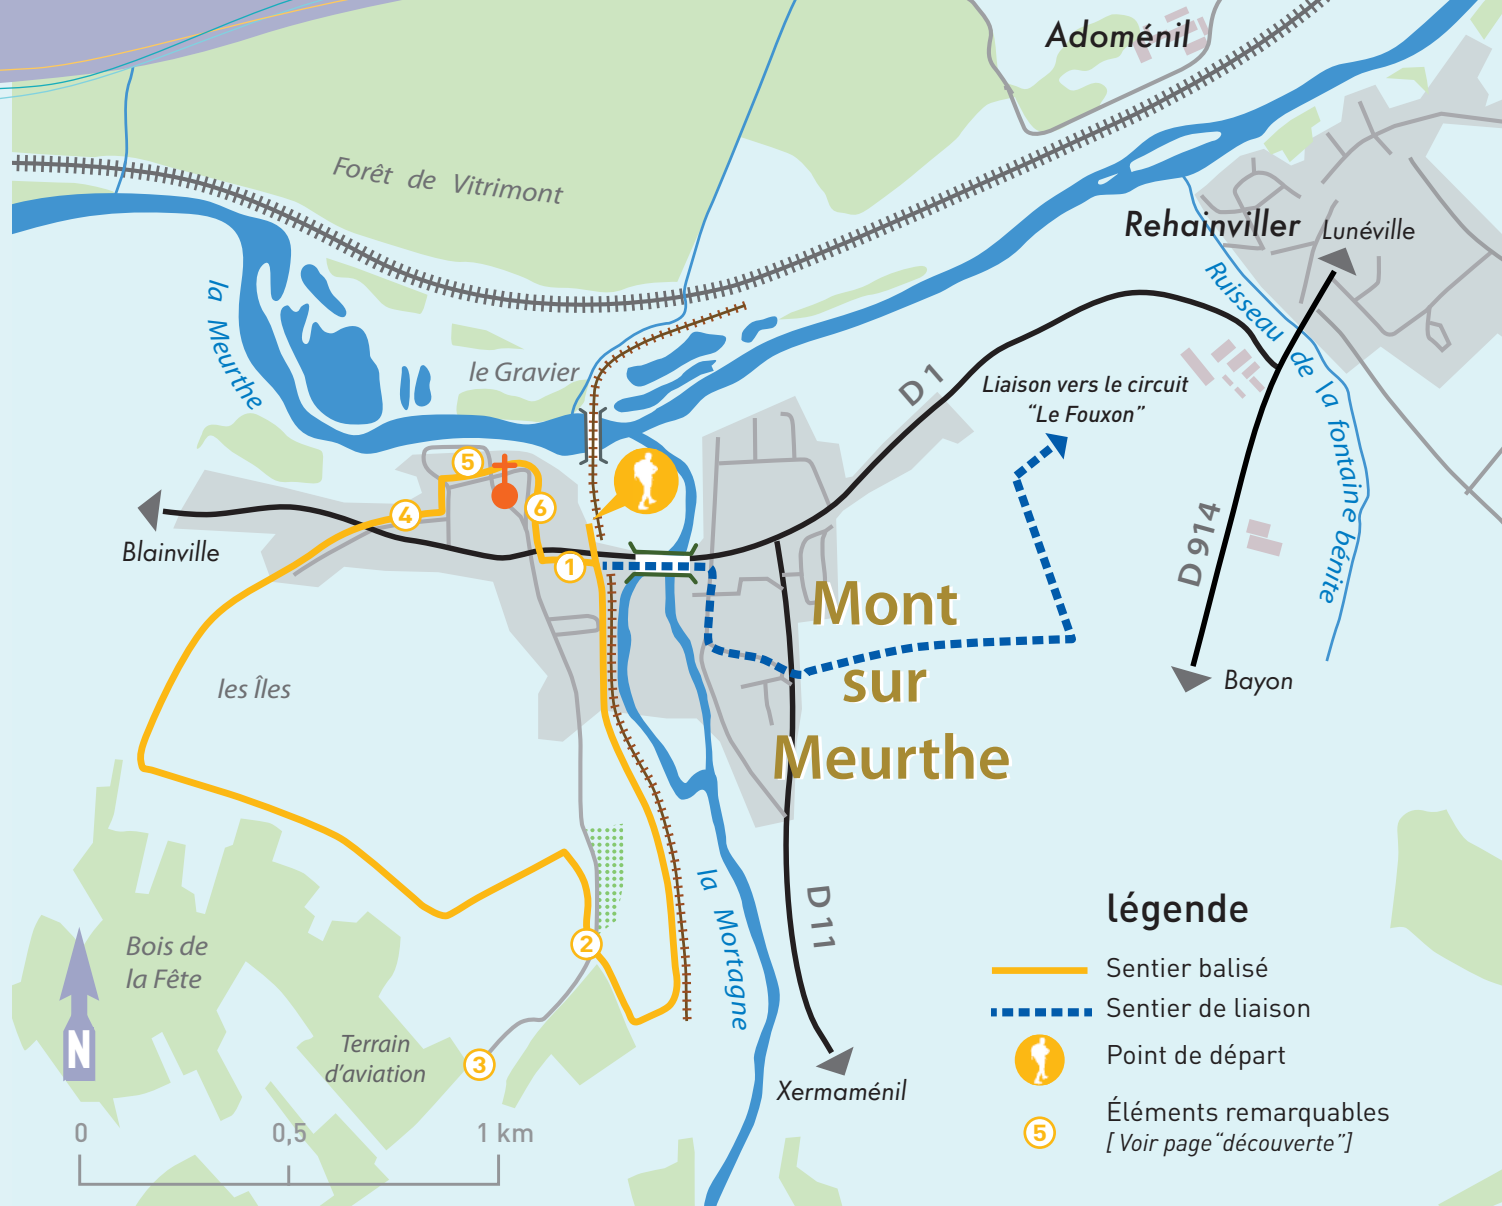 Adoménil
Forêt de Vitrimont
Rehainviller
Lunéville
la Meurthe
Ruisseau de la fontaine bénite
le Gravier
D 1
Liaison vers le circuit
“Le Fouxon”
5
4
6
1
Blainville
D 914
Mont
sur
Meurthe
les Îles
Bayon
la Mortagne
D 11
2
3
Bois de
la Fête
N
Terrain
d'aviation
Xermaménil
0
0,5
1 km
légende
Sentier balisé
Sentier de liaison
Point de départ
5
Éléments remarquables
[ Voir page “découverte”]